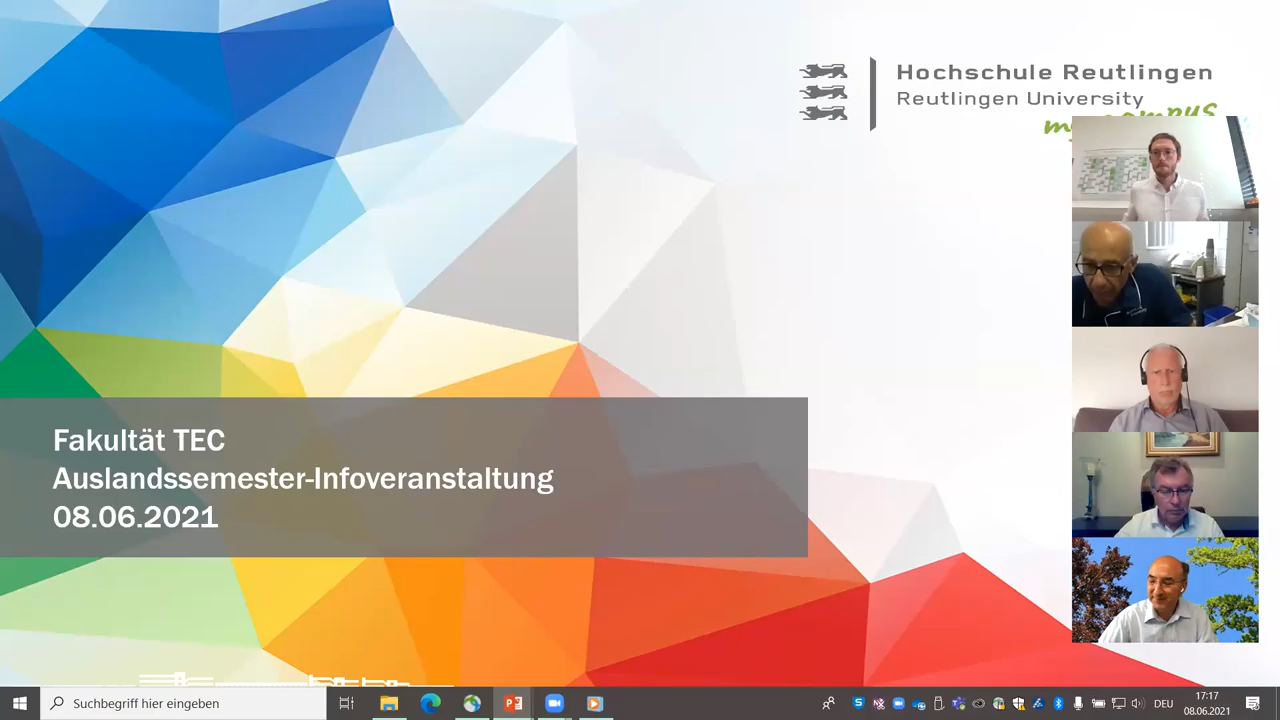 Hochschule Reutlingen
Reutlingen University
Fakultät TEC
Auslandssemester-Infoveranstaltung
08.06.2021
Suchbegriff hier eingeben
DEU
17:17
08.06.2021